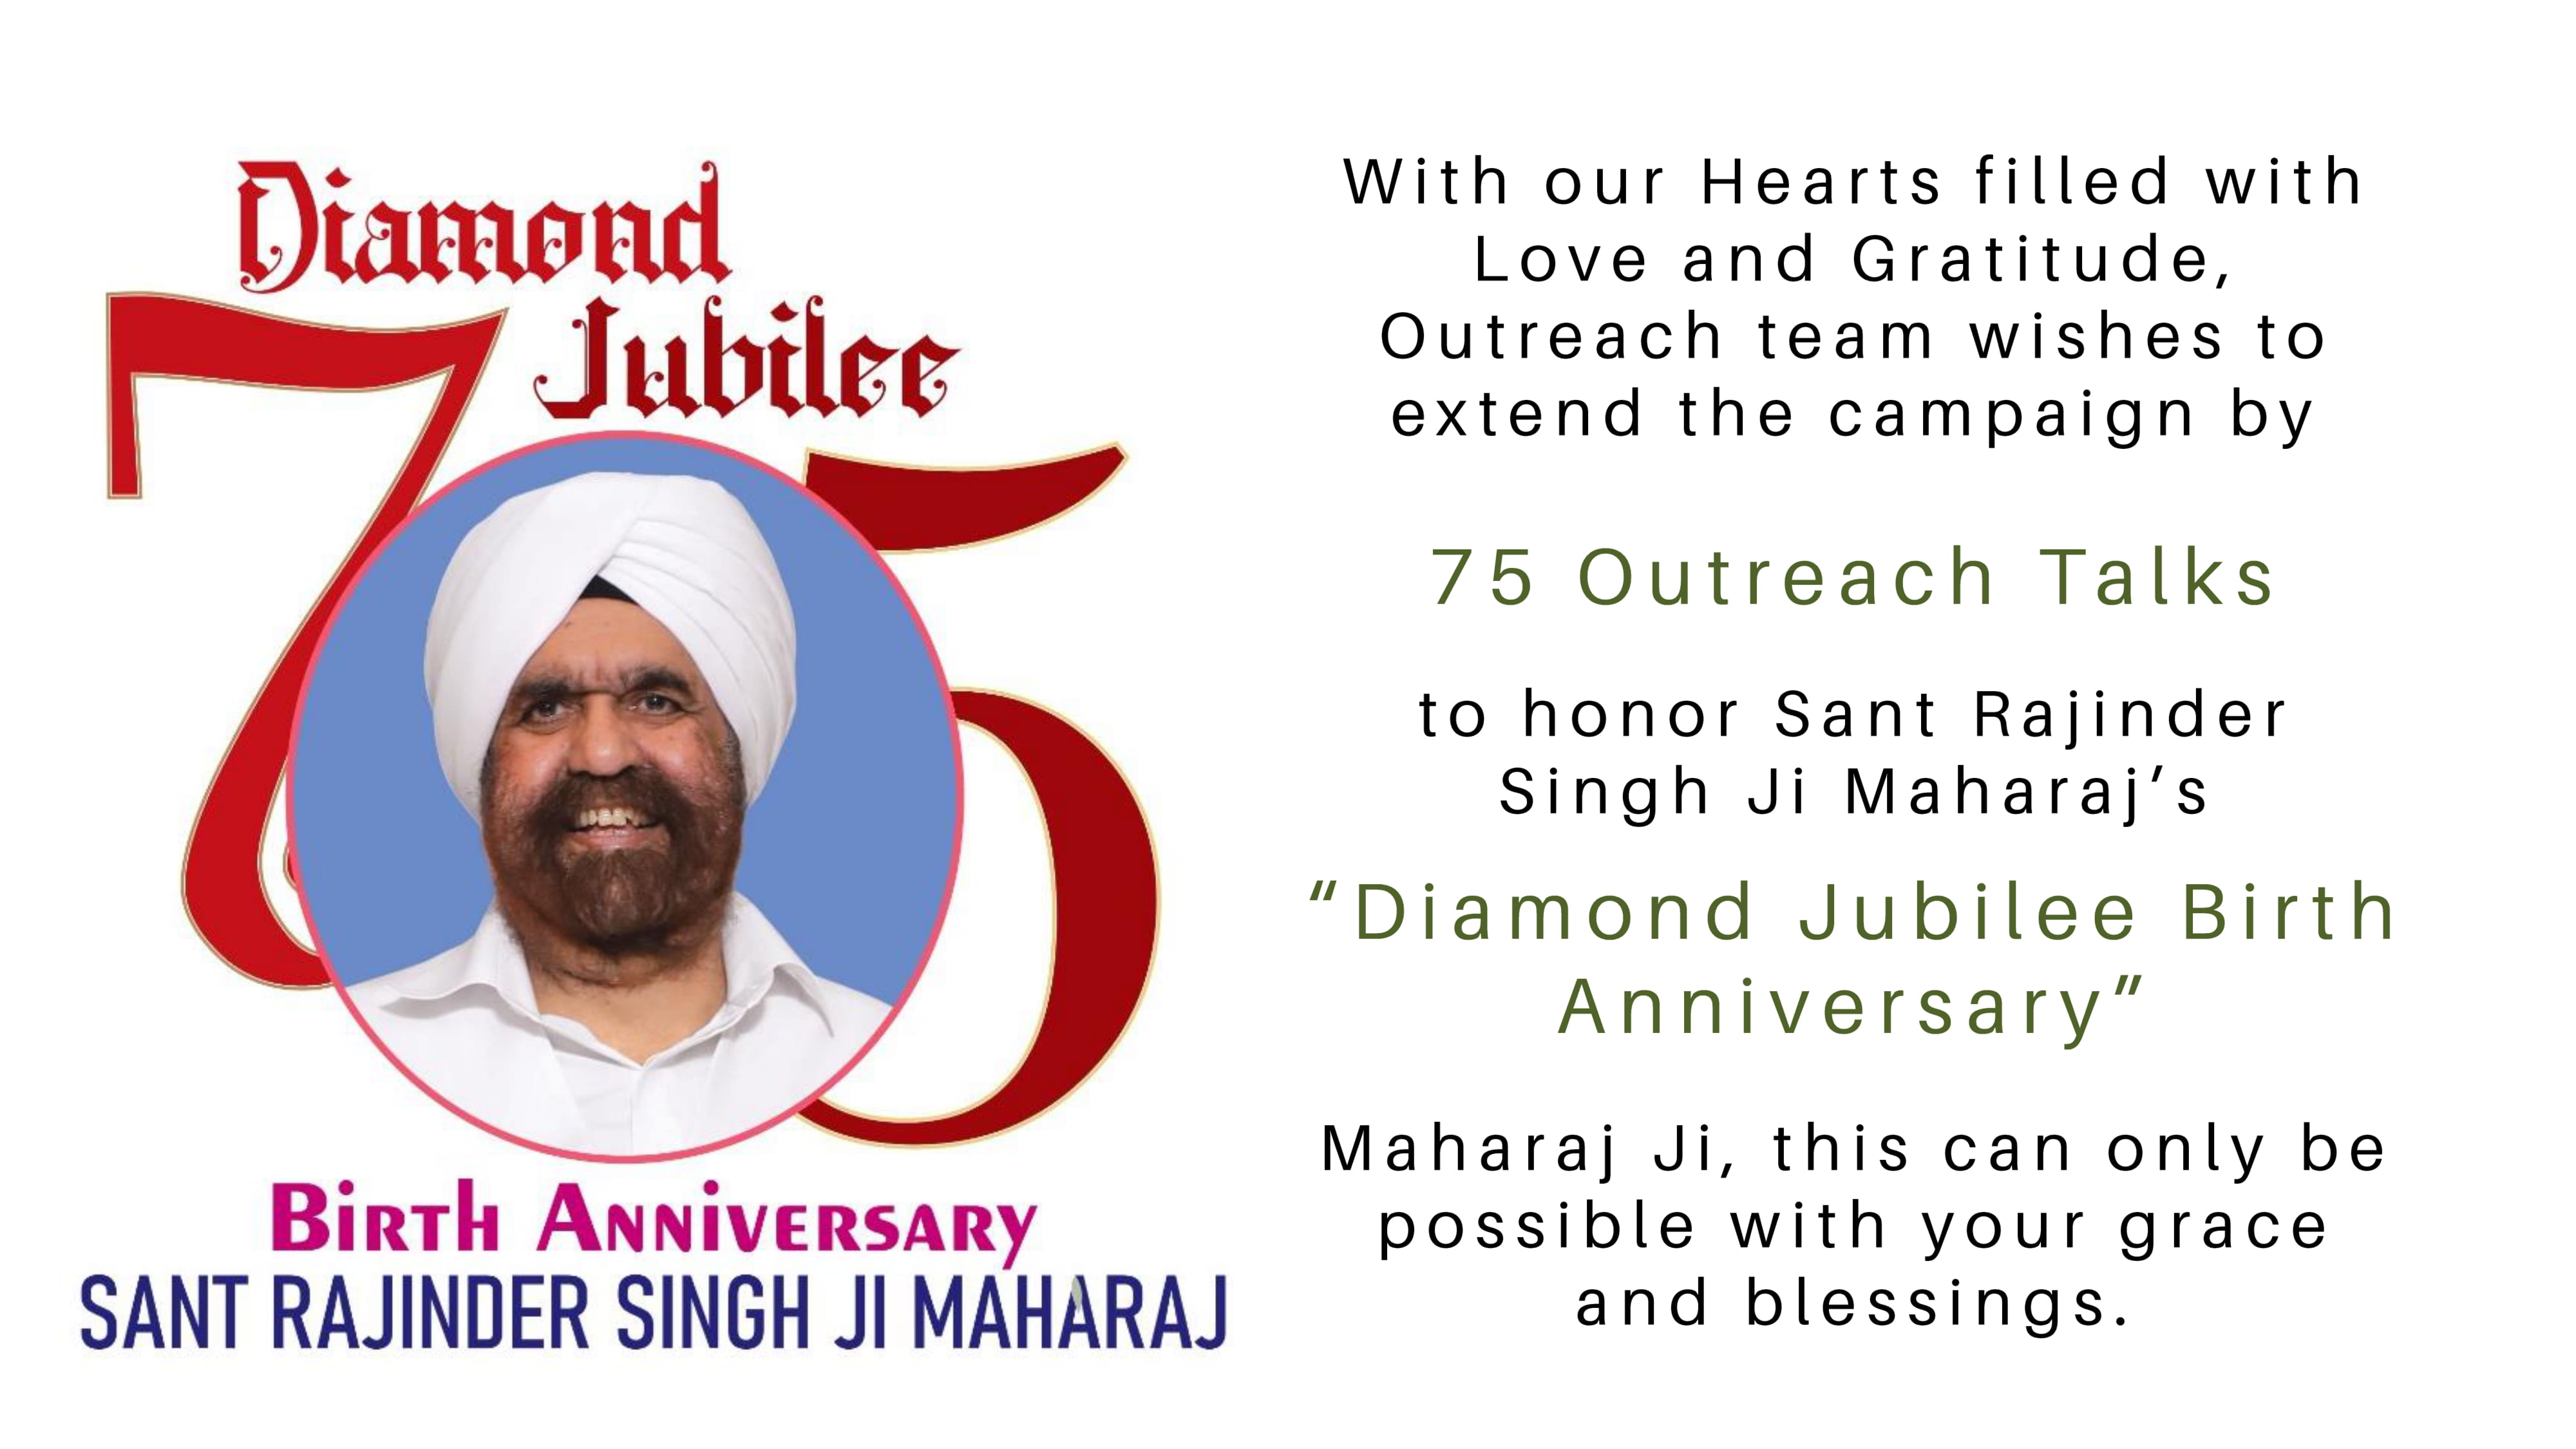 Diamond
Jubilee
75
Birth Anniversary
SANT RAJINDER SINGH JI MAHARAJ
With our Hearts filled with
Love and Gratitude,
Outreach team wishes to
extend the campaign by
75 Outreach Talks
to honor Sant Rajinder
Singh Ji Maharaj’s
“Diamond Jubilee Birth
Anniversary”
Maharaj Ji, this can only be
possible with your grace
and blessings.